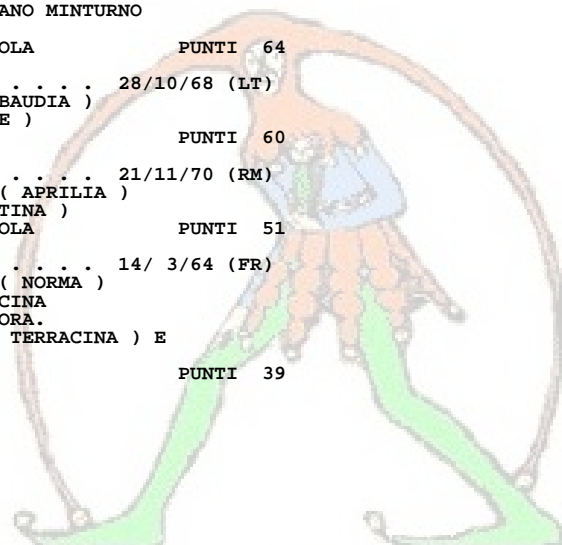 ANO MINTURNO
OLA PUNTI 64
. . . . . 28/10/68 (LT)
BAUDIA )
E )
PUNTI 60
. . . . . 21/11/70 (RM)
( APRILIA )
TINA )
OLA PUNTI 51
. . . . . 14/ 3/64 (FR)
( NORMA )
CINA
ORA.
TERRACINA ) E
PUNTI 39